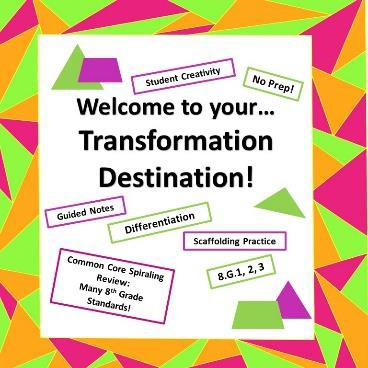 Student Creativity
No Prep!
Welcome to your…
Transformation
Destination!
Guided Notes
Differentiation
Scaffolding Practice
Common Core Spiraling
Review:
Many 8th Grade
Standards!
8.G.1, 2, 3